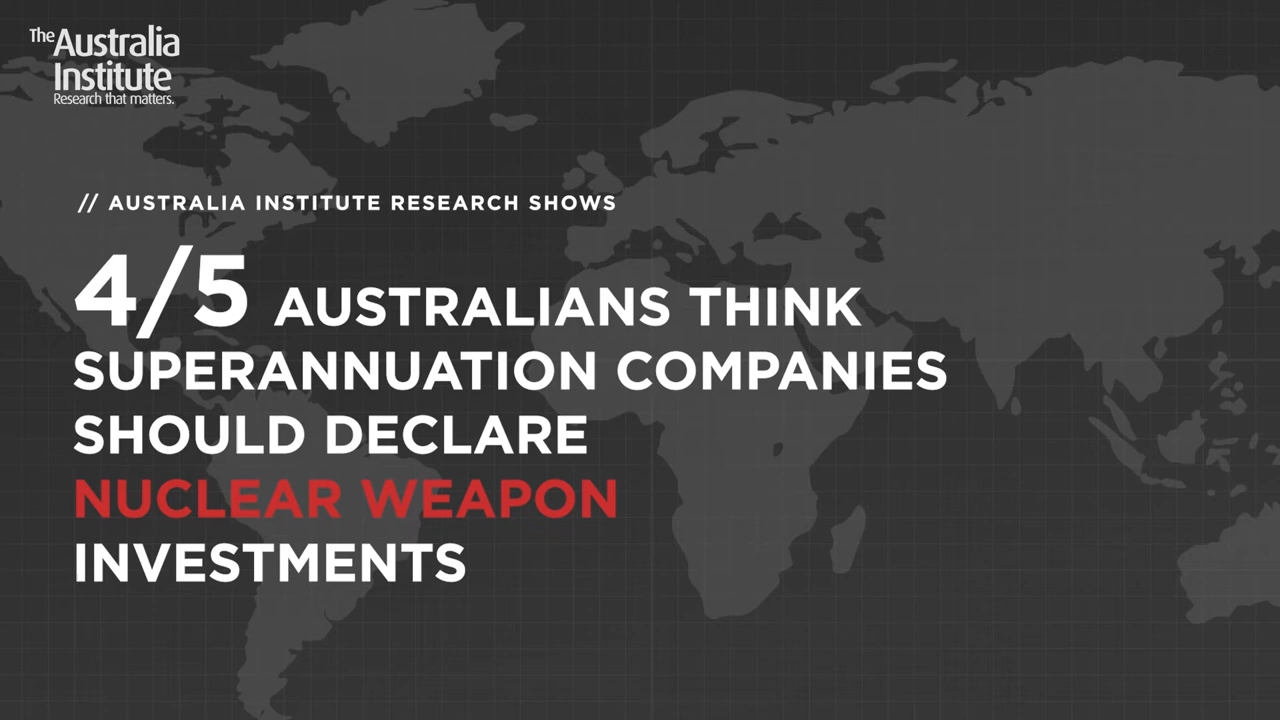 The Australia
Institute
Research that matters.
// AUSTRALIA INSTITUTE RESEARCH SHOWS
4/5 AUSTRALIANS THINK
SUPERANNUATION COMPANIES
SHOULD DECLARE
NUCLEAR WEAPON
INVESTMENTS